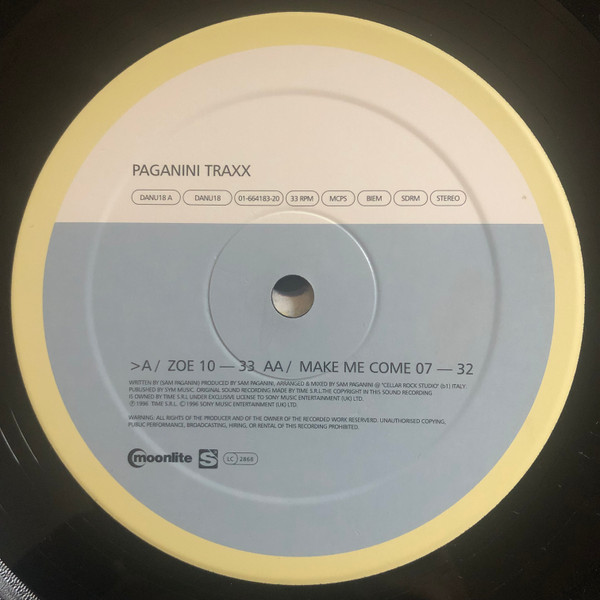 PAGANINI TRAXX
DANU18 A DANU18 01-664183-20 33 RPM MCPS BIEM SDRM STEREO
>A / ZOE 10 — 33 AA / MAKE ME COME 07 — 32
WRITTEN BY (SAM PAGANINI) PRODUCED BY SAM PAGANINI, ARRANGED & MIXED BY SAM PAGANINI @ "CELLAR ROCK STUDIO" (b1) ITALY
PUBLISHED BY SYM MUSIC. ORIGINAL SOUND RECORDING MADE BY TIME S.R.L.THE COPYRIGHT IN THIS SOUND RECORDING
IS OWNED BY TIME S.R.L UNDER EXCLUSIVE LICENSE TO SONY MUSIC ENTERTAINMENT (UK) LTD.
℗1996 TIME S.R.L. ©1996 SONY MUSIC ENTERTAINMENT (UK) LTD.
WARNING: ALL RIGHTS OF THE PRODUCER AND OF THE OWNER OF THE RECORDED WORK RESERVERD. UNAUTHORISED COPYING,
PUBLIC PERFORMANCE, BROADCASTING, HIRING, OR RENTAL OF THIS RECORDING PROHIBITED.
moonlite S LC 2868